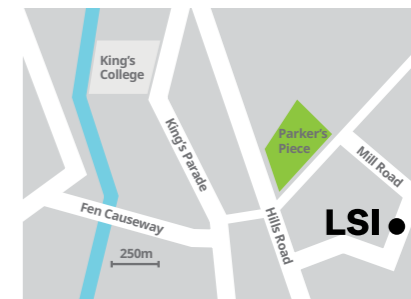 King's
College
King's Parade
Parker's
Piece
Mill Road
Fen Causeway
Hills Road
LSI
250m